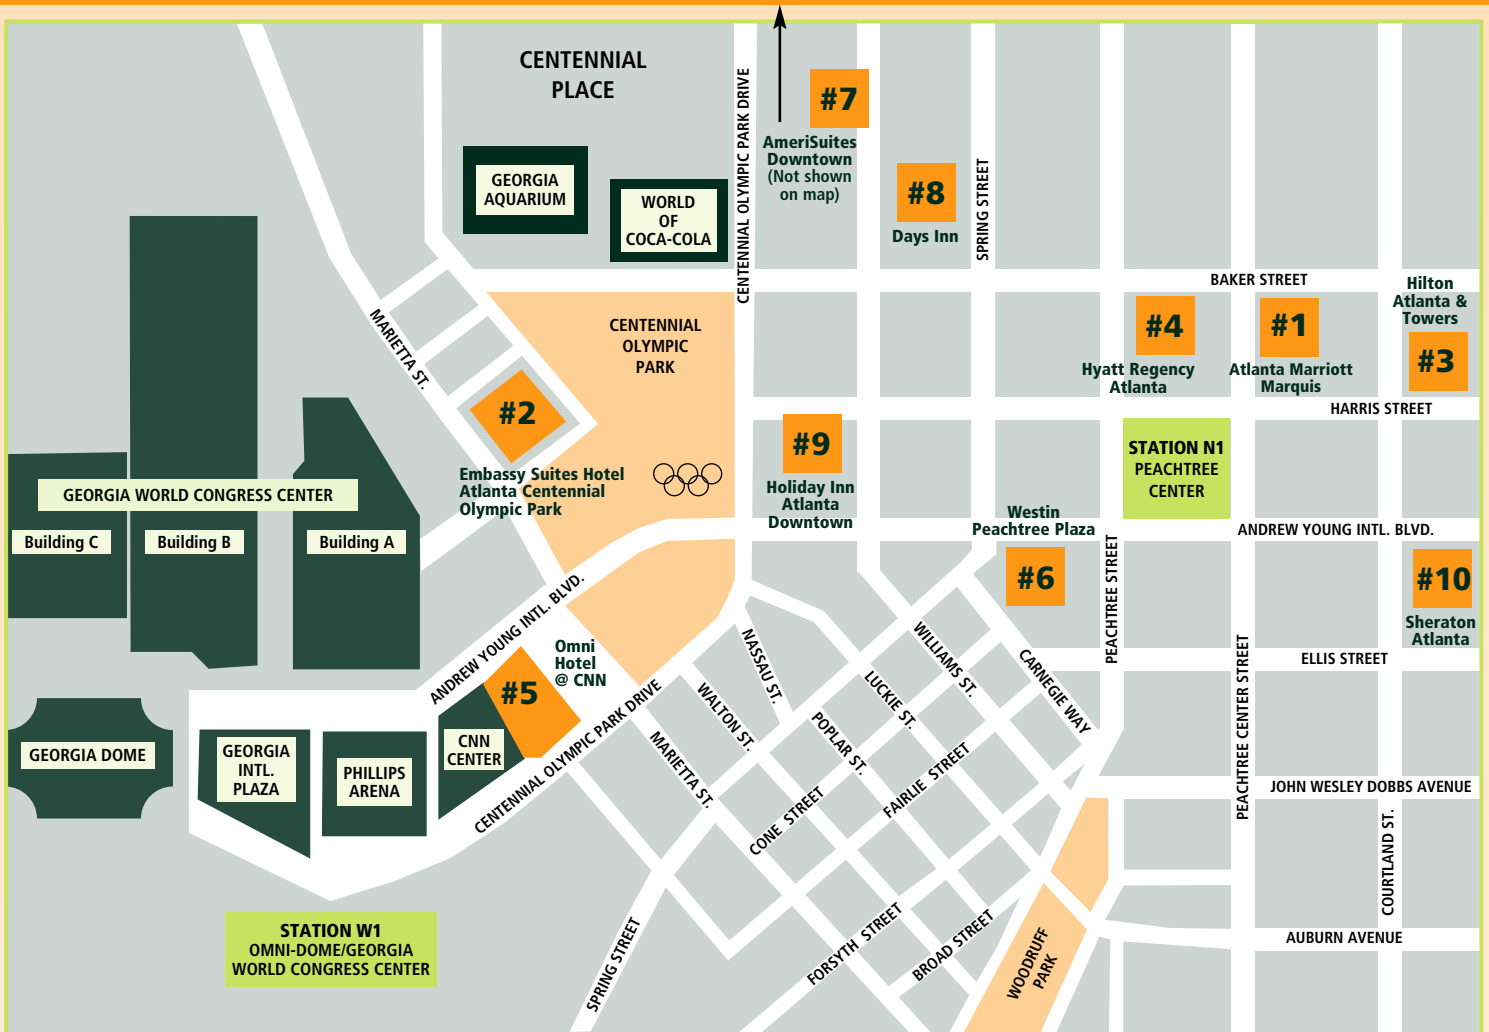 CENTENNIAL
PLACE
#7
AmeriSuites
Downtown
(Not shown
on map)
#8
Days Inn
GEORGIA
AQUARIUM
WORLD
OF
COCA-COLA
CENTENNIAL OLYMPIC PARK DRIVE
SPRING STREET
BAKER STREET
Hilton
Atlanta &
Towers
#3
#4
Hyatt Regency
Atlanta
#1
Atlanta Marriott
Marquis
HARRIS STREET
MARIETTA ST.
CENTENNIAL
OLYMPIC
PARK
#2
Embassy Suites Hotel
Atlanta Centennial
Olympic Park
#9
Holiday Inn
Atlanta
Downtown
STATION N1
PEACHTREE
CENTER
GEORGIA WORLD CONGRESS CENTER
Building C
Building B
Building A
Westin
Peachtree Plaza
#6
ANDREW YOUNG INTL. BLVD.
PEACHTREE STREET
#10
Sheraton
Atlanta
ANDREW YOUNG INTL. BLVD.
Omni
Hotel
@ CNN
#5
NASSAU ST.
WILLIAMS ST.
CARNEGIE WAY
ELLIS STREET
PEACHTREE CENTER STREET
WALTON ST.
LUCKIE ST.
POPLAR ST.
MARIETTA ST.
CENTENNIAL OLYMPIC PARK DRIVE
GEORGIA DOME
GEORGIA
INTL.
PLAZA
PHILLIPS
ARENA
CNN
CENTER
CONE STREET
FAIRLIE STREET
JOHN WESLEY DOBBS AVENUE
COURTLAND ST.
STATION W1
OMNI-DOME/GEORGIA
WORLD CONGRESS CENTER
SPRING STREET
FORSYTH STREET
BROAD STREET
WOODRUFF
PARK
AUBURN AVENUE